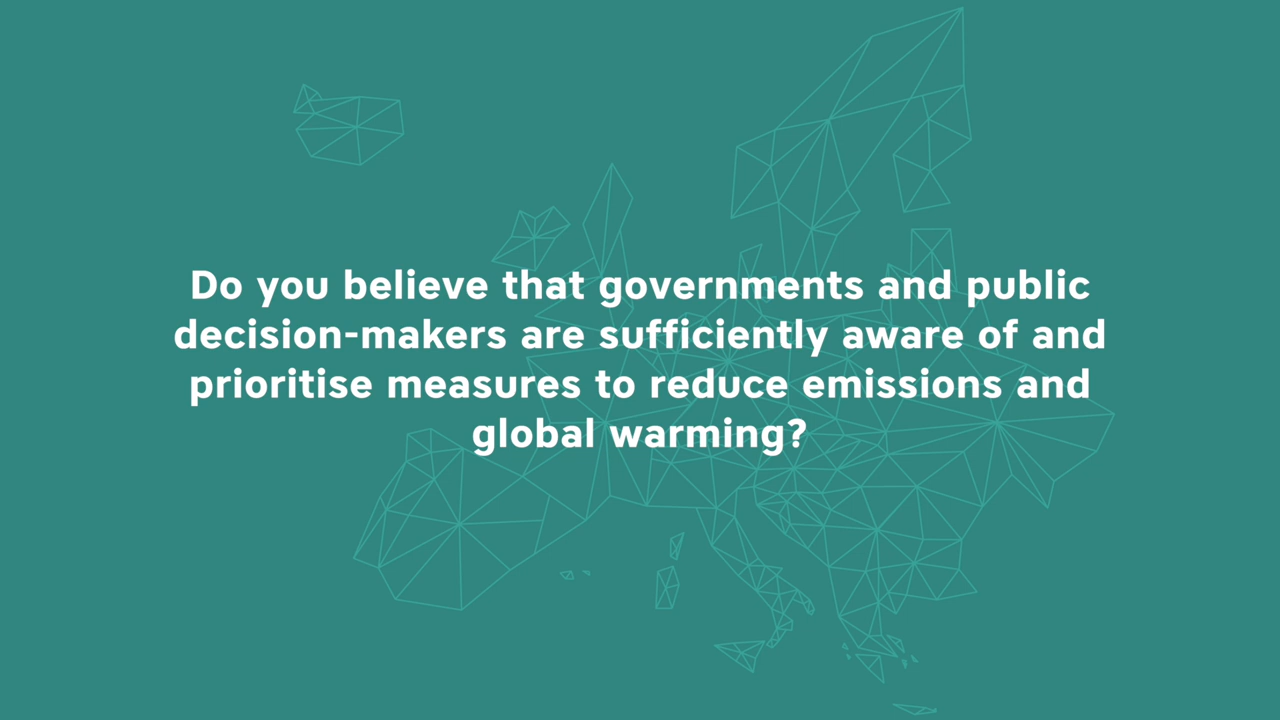 Do you believe that governments and public
decision-makers are sufficiently aware of and
prioritise measures to reduce emissions and
global warming?